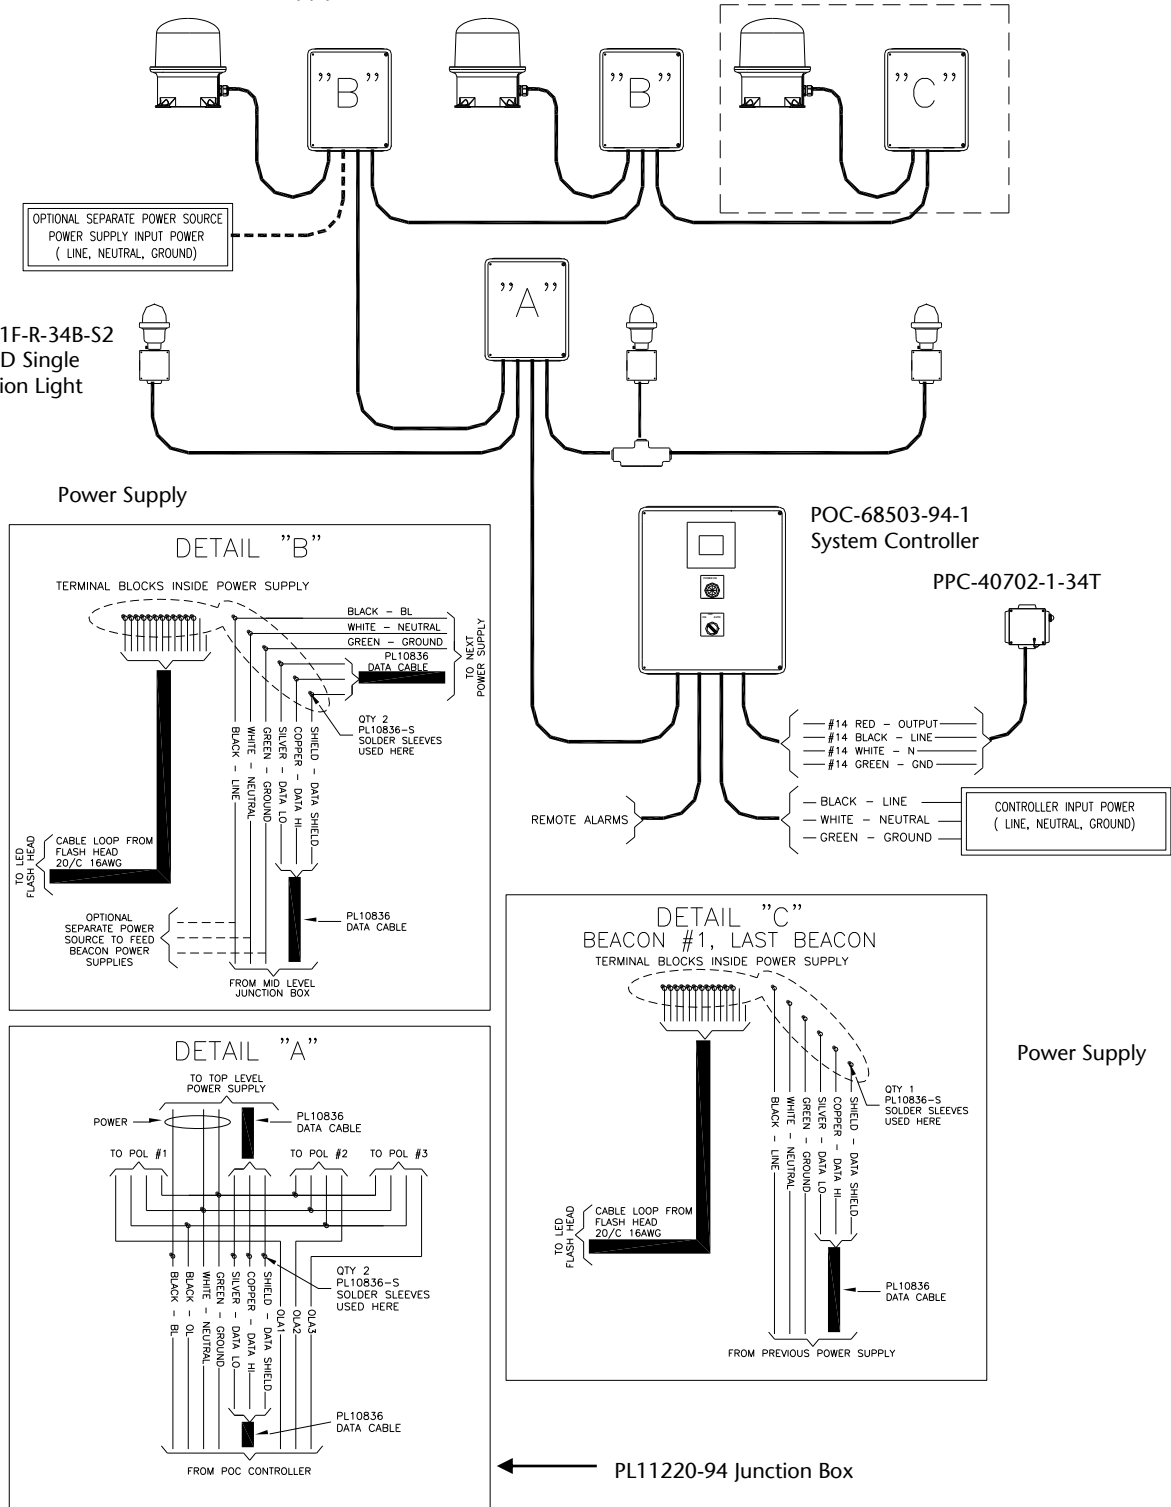 "B"
"B"
"C"
OPTIONAL SEPARATE POWER SOURCE
POWER SUPPLY INPUT POWER
( LINE, NEUTRAL, GROUND)
"A"
1F-R-34B-S2
D Single
ion Light
Power Supply
POC-68503-94-1
System Controller
PPC-40702-1-34T
#14 RED - OUTPUT
#14 BLACK - LINE
#14 WHITE - N
#14 GREEN - GND
REMOTE ALARMS
BLACK - LINE
WHITE - NEUTRAL
GREEN - GROUND
CONTROLLER INPUT POWER
( LINE, NEUTRAL, GROUND)
DETAIL "B"
TERMINAL BLOCKS INSIDE POWER SUPPLY
BLACK - BL
WHITE - NEUTRAL
GREEN - GROUND
PL10836
DATA CABLE
TO NEXT
POWER SUPPLY
QTY 2
PL10836-S
SOLDER SLEEVES
USED HERE
BLACK - LINE
WHITE - NEUTRAL
GREEN - GROUND
SILVER - DATA LO
COPPER - DATA HI
SHIELD - DATA SHIELD
TO LED
FLASH HEAD
CABLE LOOP FROM
FLASH HEAD
20/C 16AWG
PL10836
DATA CABLE
OPTIONAL
SEPARATE POWER
SOURCE TO FEED
BEACON POWER
SUPPLIES
FROM MID LEVEL
JUNCTION BOX
DETAIL "C"
BEACON #1, LAST BEACON
TERMINAL BLOCKS INSIDE POWER SUPPLY
Power Supply
QTY 1
PL10836-S
SOLDER SLEEVES
USED HERE
BLACK - LINE
WHITE - NEUTRAL
GREEN - GROUND
SILVER - DATA LO
COPPER - DATA HI
SHIELD - DATA SHIELD
TO LED
FLASH HEAD
CABLE LOOP FROM
FLASH HEAD
20/C 16AWG
PL10836
DATA CABLE
FROM PREVIOUS POWER SUPPLY
DETAIL "A"
TO TOP LEVEL
POWER SUPPLY
POWER
PL10836
DATA CABLE
TO POL #1
TO POL #2
TO POL #3
QTY 2
PL10836-S
SOLDER SLEEVES
USED HERE
BLACK - BL
BLACK - OL
WHITE - NEUTRAL
GREEN - GROUND
SILVER - DATA LO
COPPER - DATA HI
SHIELD - DATA SHIELD
OLA1
OLA2
OLA3
PL10836
DATA CABLE
FROM POC CONTROLLER
PL11220-94 Junction Box